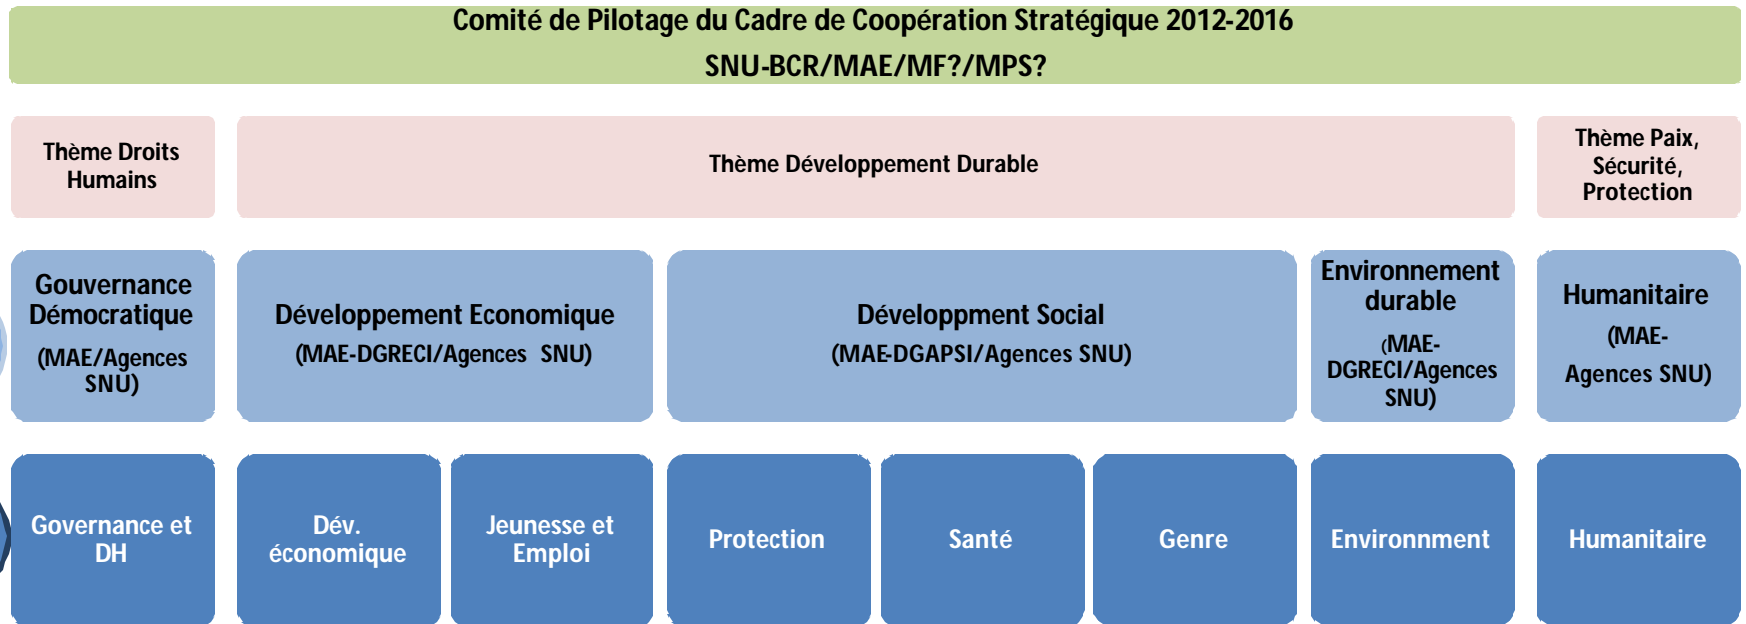 Comité de Pilotage du Cadre de Coopération Stratégique 2012-2016
SNU-BCR/MAE/MF?/MPS?
Thème Droits
Humains
Thème Développement Durable
Thème Paix,
Sécurité,
Protection
Gouvernance
Démocratique
(MAE/Agences
SNU)
Développement Economique
(MAE-DGRECI/Agences SNU)
Développment Social
(MAE-DGAPSI/Agences SNU)
Environnement
durable
(MAE-
DGRECI/Agences
SNU)
Humanitaire
(MAE-
Agences SNU)
Governance et
DH
Dév.
économique
Jeunesse et
Emploi
Protection
Santé
Genre
Environnment
Humanitaire